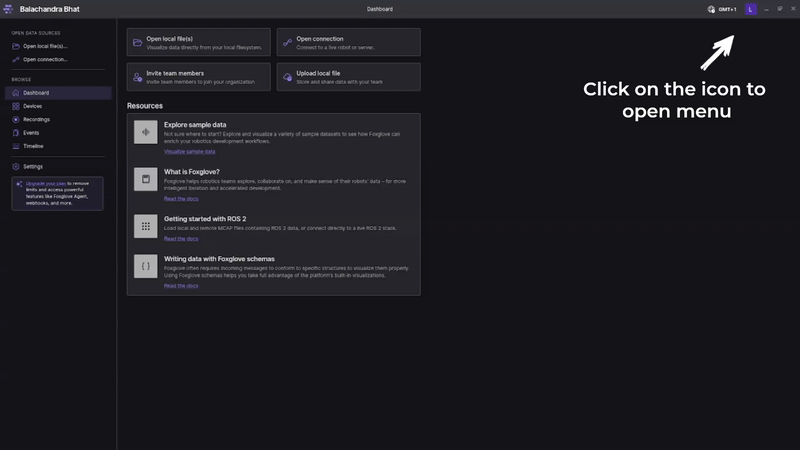 Balachandra Bhat
Dashboard
GMT+1
L
OPEN DATA SOURCES
Open local file(s)...
Open connection...
BROWSE
Dashboard
Devices
Recordings
Events
Timeline
Settings
Upgrade your plan to remove
limits and access powerful
features like Foxglove Agent,
webhooks, and more.
Open local file(s)
Visualize data directly from your local filesystem.
Open connection
Connect to a live robot or server.
Invite team members
Invite team members to join your organization.
Upload local file
Store and share data with your team
Resources
Explore sample data
Not sure where to start? Explore and visualize a variety of sample datasets to see how Foxglove can
enrich your robotics development workflows.
Visualize sample data
What is Foxglove?
Foxglove helps robotics teams explore, collaborate on, and make sense of their robots' data – for more
intelligent iteration and accelerated development.
Read the docs
Getting started with ROS 2
Load local and remote MCAP files containing ROS 2 data, or connect directly to a live ROS 2 stack.
Read the docs
Writing data with Foxglove schemas
Foxglove often requires incoming messages to conform to specific structures to visualize them properly.
Using Foxglove schemas helps you take full advantage of the platform's built-in visualizations.
Read the docs
Click on the icon to
open menu